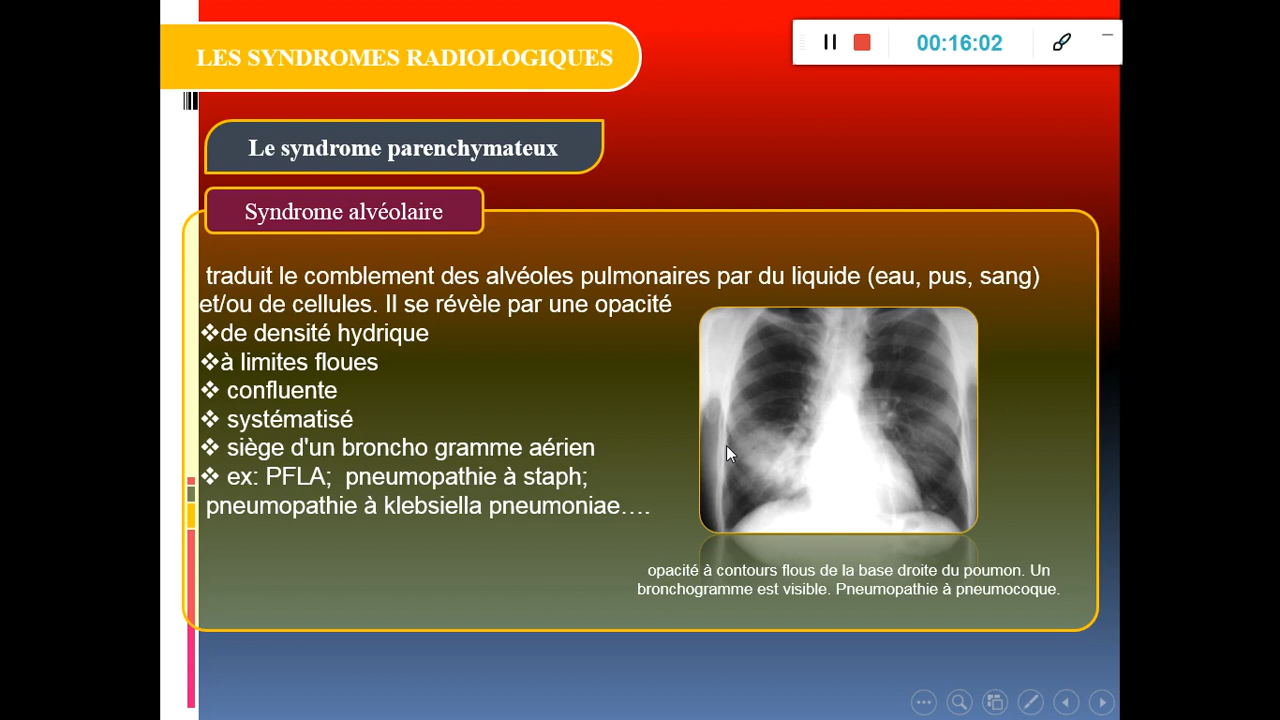 LES SYNDROMES RADIOLOGIQUES
00:16:02
Le syndrome parenchymateux
Syndrome alvéolaire
traduit le comblement des alvéoles pulmonaires par du liquide (eau, pus, sang)
et/ou de cellules. Il se révèle par une opacité
❖de densité hydrique
❖à limites floues
❖ confluente
❖ systématisé
❖ siège d'un broncho gramme aérien
❖ ex: PFLA; pneumopathie à staph;
pneumopathie à klebsiella pneumoniae….
opacité à contours flous de la base droite du poumon. Un
bronchogramme est visible. Pneumopathie à pneumocoque.